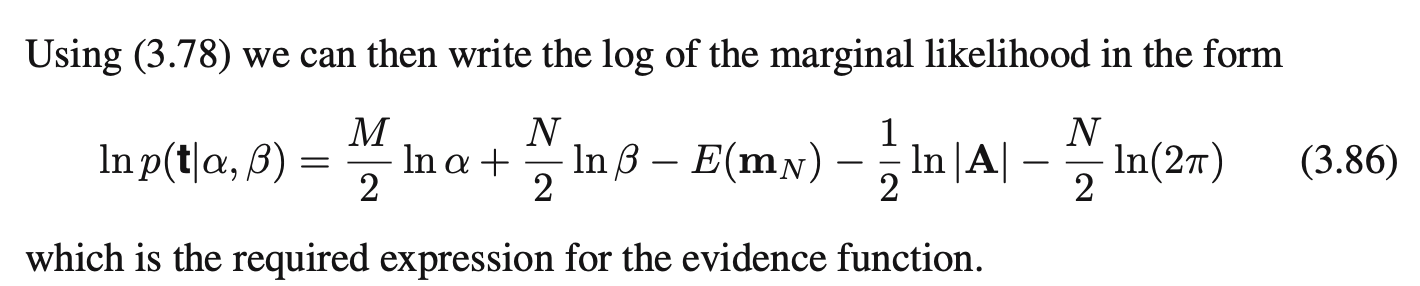 Using (3.78) we can then write the log of the marginal likelihood in the form
ln p(𝐭|α, β) = M/2 ln α + N/2 ln β − E(𝐦_N) − 1/2 ln |𝐀| − N/2 ln(2π) (3.86)
which is the required expression for the evidence function.